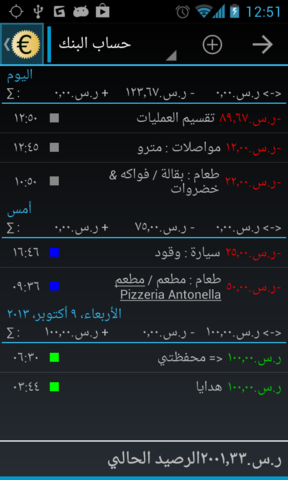 12:51
حساب البنك
اليوم
∑: ر.س.٠,٠٠ + ر.س.١٢٣,٦٧ - ر.س.٠,٠٠ <->
١٢:٥٠ تقسيم العمليات -ر.س.٨٩,٦٧
١٢:٤٥ مواصلات : مترو -ر.س.١٢,٠٠
١٠:٥٠ طعام : بقالة / فواكه & -ر.س.٢٢,٠٠
خضروات
أمس
∑: ر.س.٠,٠٠ + ر.س.٧٥,٠٠ - ر.س.٠,٠٠ <->
١٦:٤٦ سيارة : وقود -ر.س.٢٥,٠٠
٠٩:٣٦ طعام : مطعم / مطعم -ر.س.٥٠,٠٠
Pizzeria Antonella
الأربعاء، ٩ أكتوبر، ٢٠١٣
∑: ر.س.١٠٠,٠٠ + ر.س.٠,٠٠ - ر.س.١٠٠,٠٠ <->
٠٦:٣٠ <= محفظتي ر.س.١٠٠,٠٠
٠٣:٤٤ هدايا ر.س.١٠٠,٠٠
ر.س.٢٠٠١,٣٣الرصيد الحالي